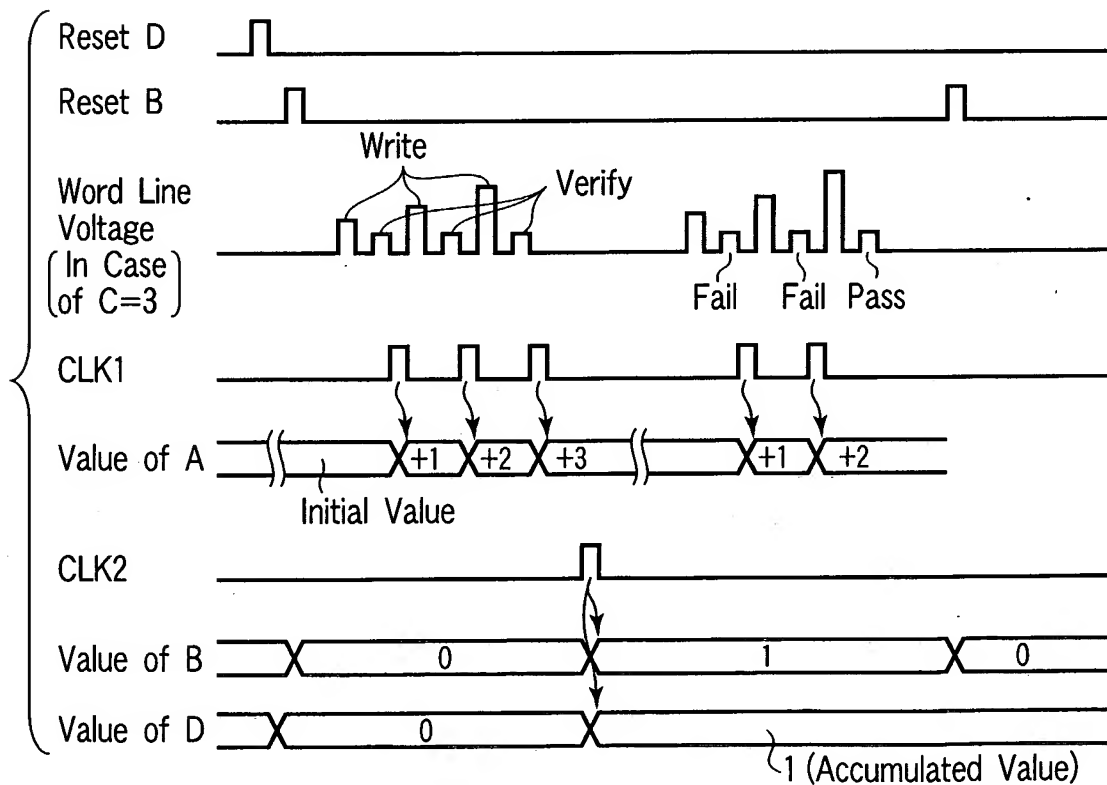 Reset D
Reset B
Write
Verify
Word Line
Voltage
(In Case
of C=3)
Fail Fail Pass
CLK1
Value of A
+1 +2 +3 +1 +2
Initial Value
CLK2
Value of B 0 1 0
Value of D 0
1 (Accumulated Value)